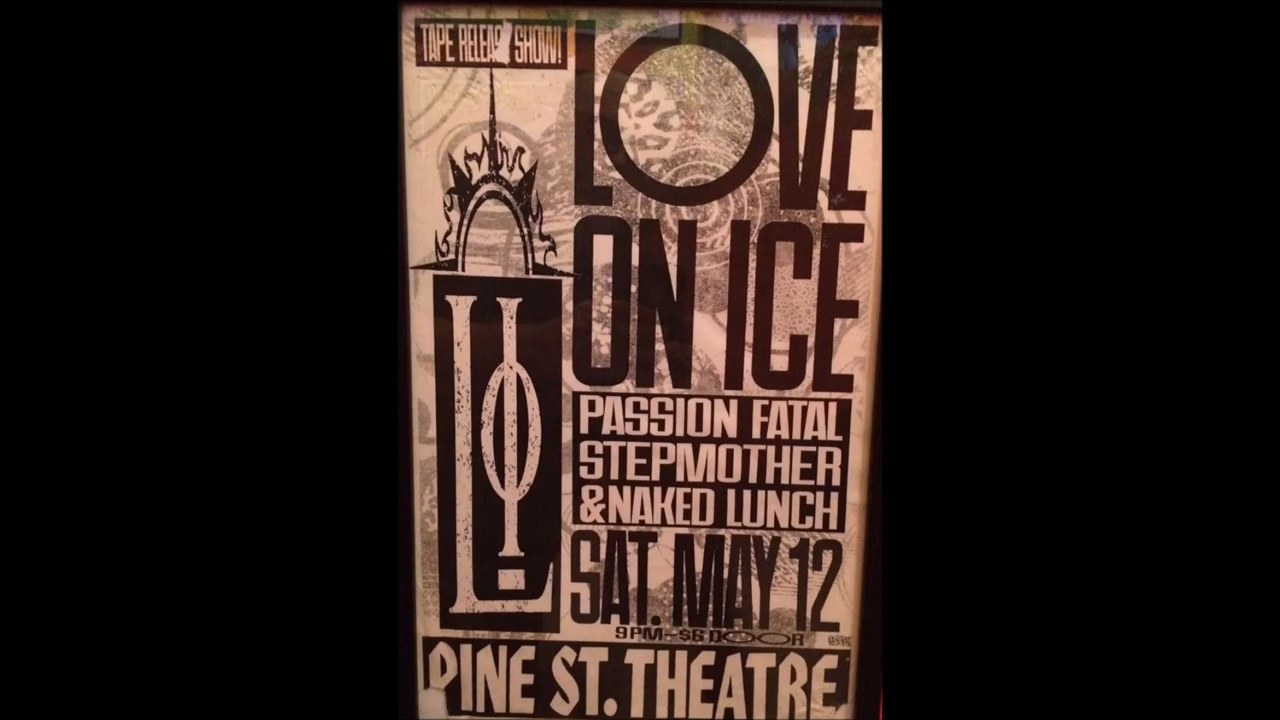 TAPE RELEASE SHOW!
LOVE
ON ICE
LOI
PASSION FATAL
STEPMOTHER
&NAKED LUNCH
SAT. MAY 12
9PM-$6 DOOR
PINE ST. THEATRE